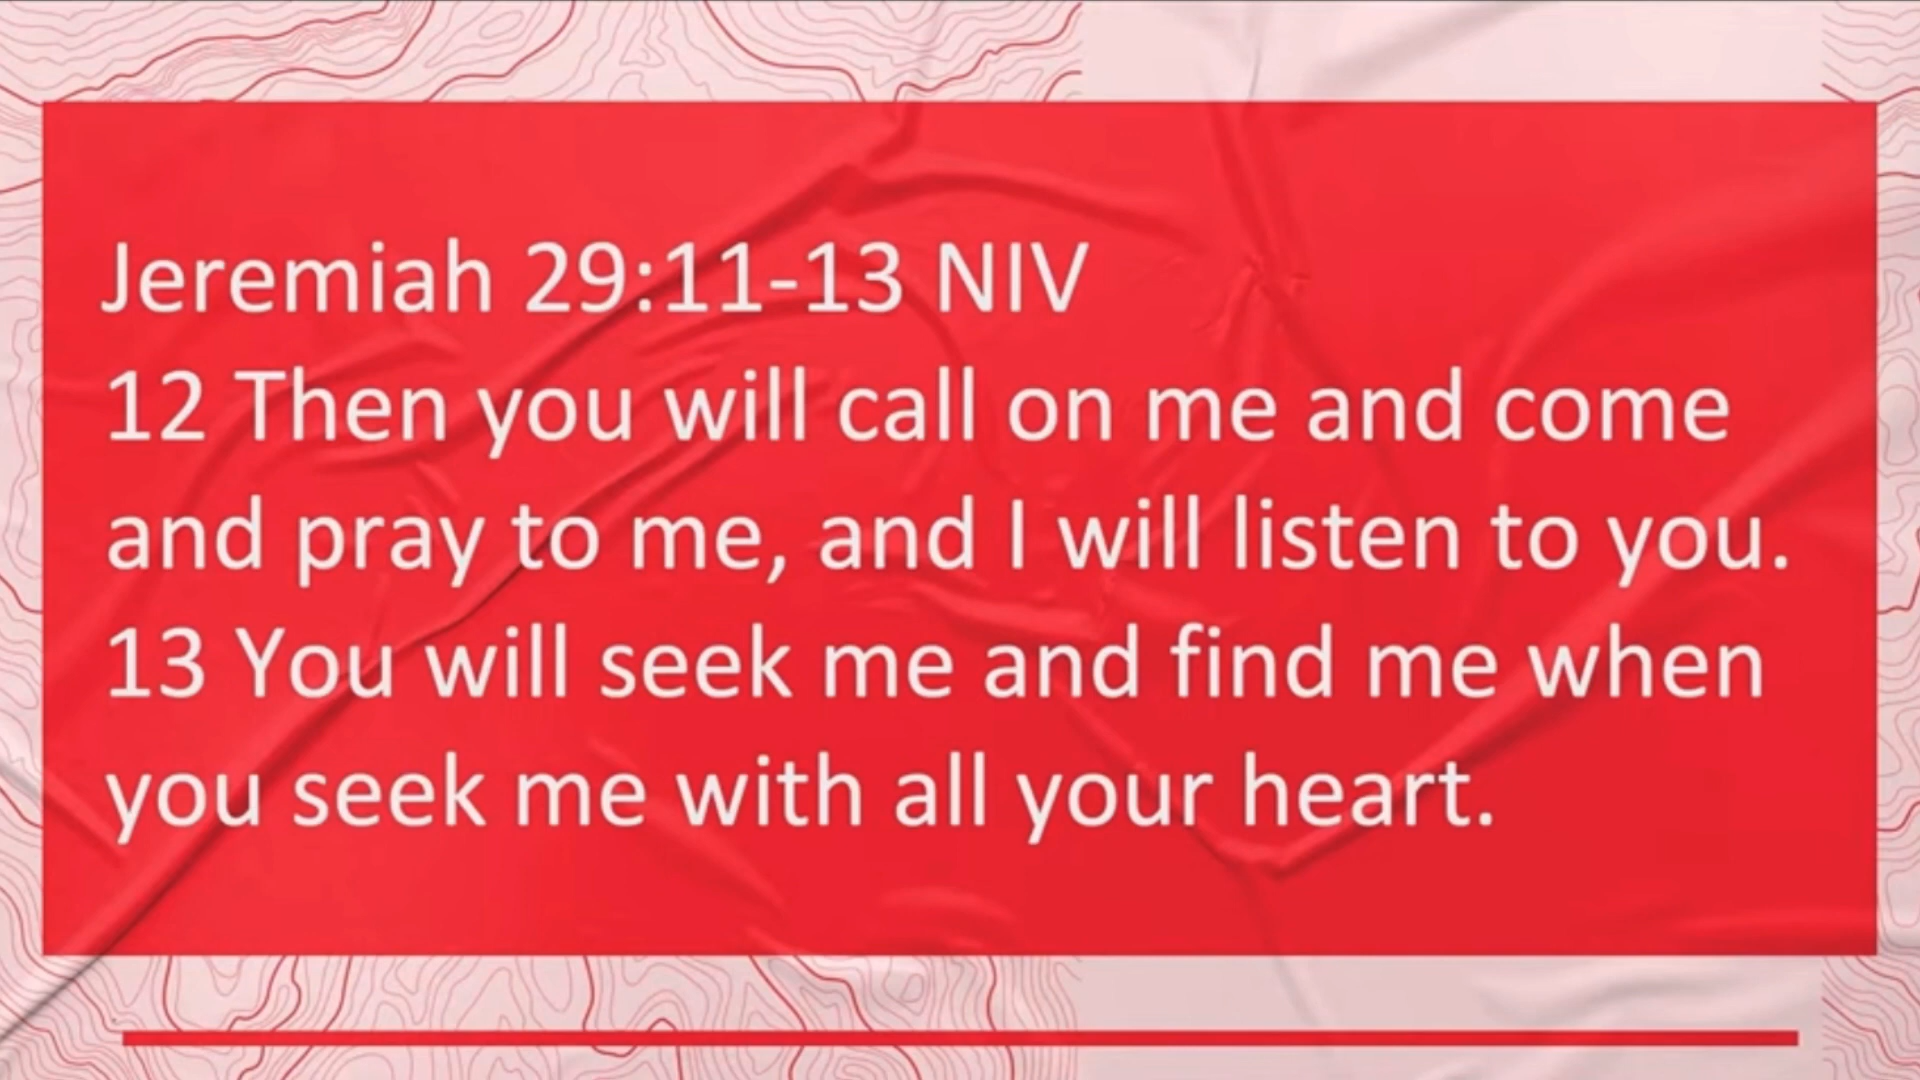 Jeremiah 29:11-13 NIV
12 Then you will call on me and come
and pray to me, and I will listen to you.
13 You will seek me and find me when
you seek me with all your heart.